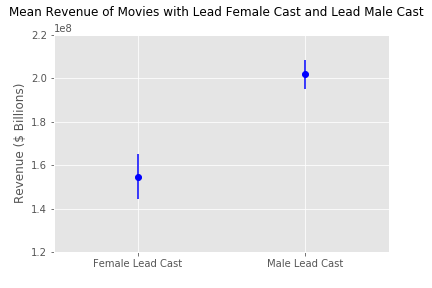 Mean Revenue of Movies with Lead Female Cast and Lead Male Cast
1e8
2.2
2.0
1.8
1.6
1.4
1.2
Revenue ($ Billions)
Female Lead Cast
Male Lead Cast